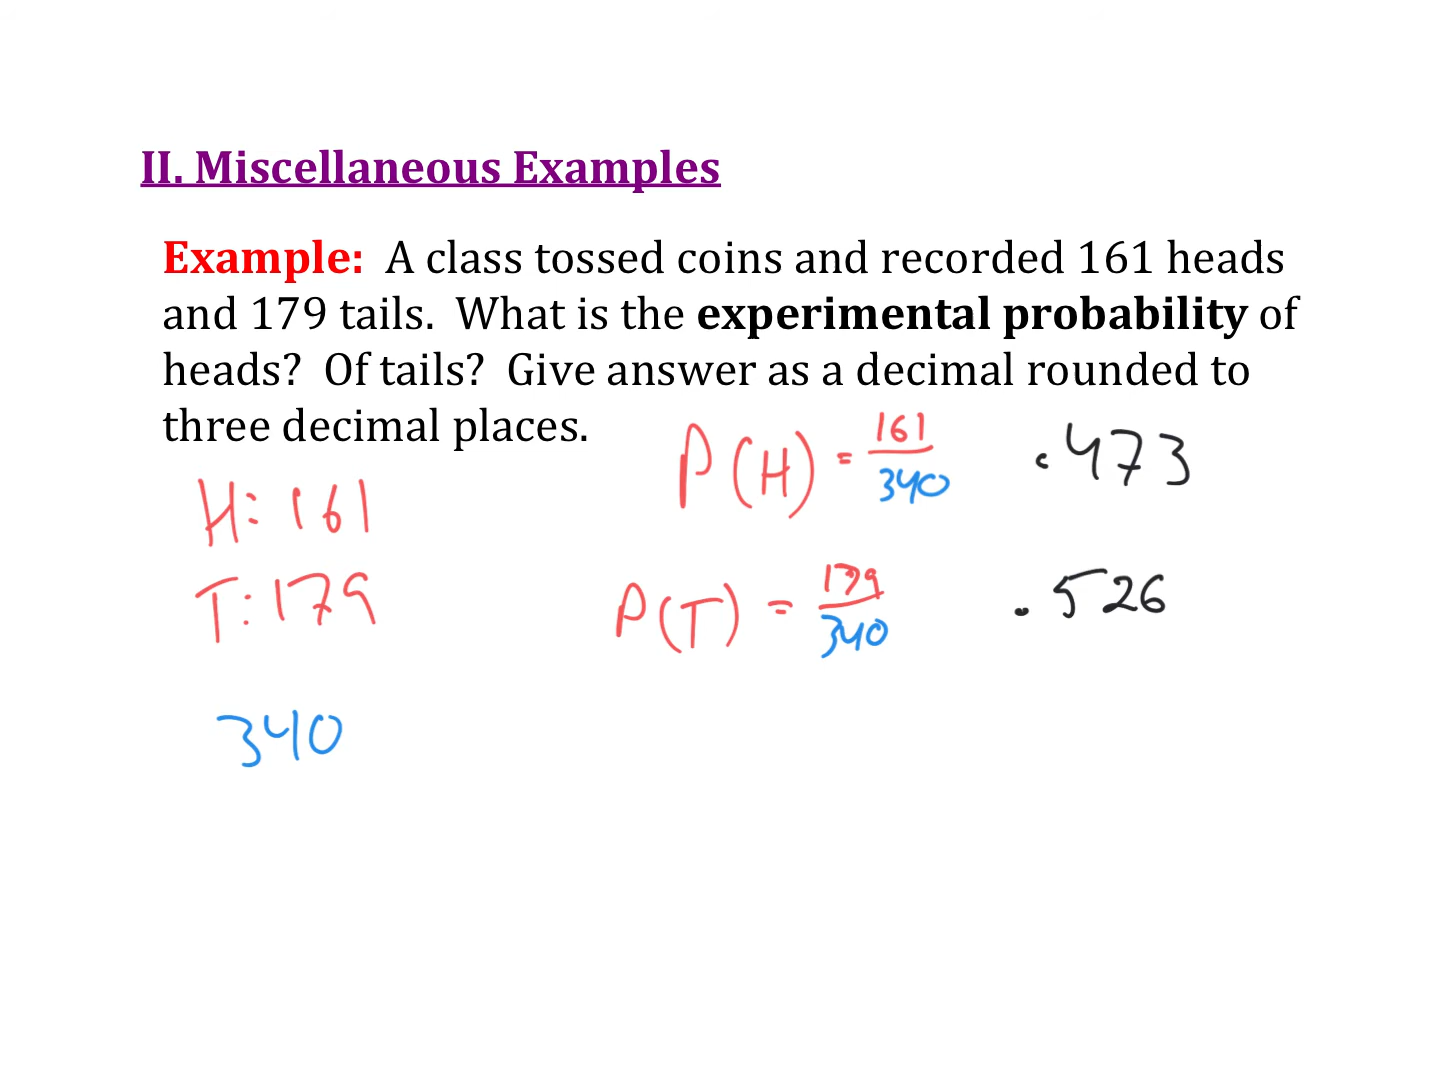 II. Miscellaneous Examples
Example: A class tossed coins and recorded 161 heads
and 179 tails. What is the experimental probability of
heads? Of tails? Give answer as a decimal rounded to
three decimal places.
P(H) = 161/340 .473
H: 161
T: 179
P(T) = 179/340 .526
340